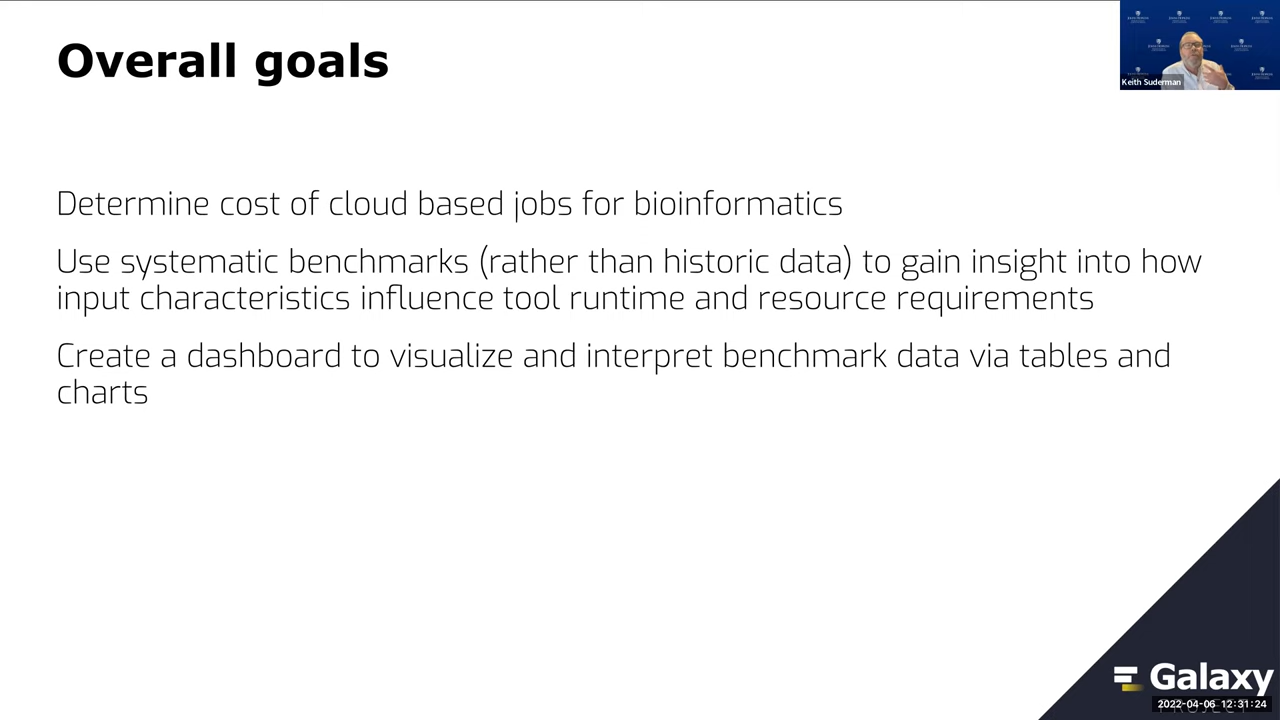 Overall goals
Keith Suderman
Determine cost of cloud based jobs for bioinformatics
Use systematic benchmarks (rather than historic data) to gain insight into how
input characteristics influence tool runtime and resource requirements
Create a dashboard to visualize and interpret benchmark data via tables and
charts
Galaxy
2022-04-06 12:31:24